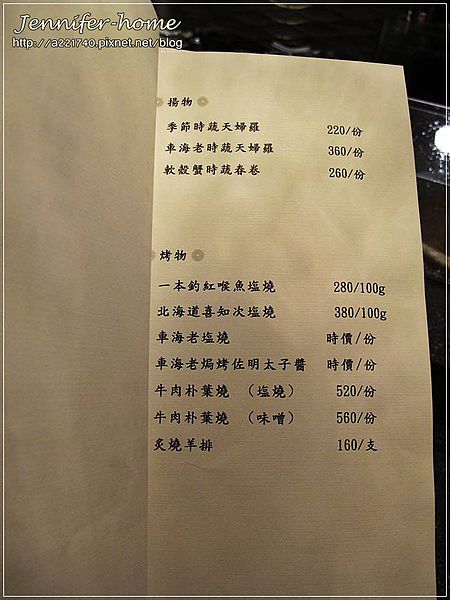 Jennifer-home
http://a221740.pixnet.net/blog
揚物
季節時蔬天婦羅 220/份
車海老時蔬天婦羅 360/份
軟殼蟹時蔬春卷 260/份
烤物
一本釣紅喉魚塩燒 280/100g
北海道喜知次塩燒 380/100g
車海老塩燒 時價/份
車海老焗烤佐明太子醬 時價/份
牛肉朴葉燒 （塩燒） 520/份
牛肉朴葉燒 （味噌） 560/份
炙燒羊排 160/支